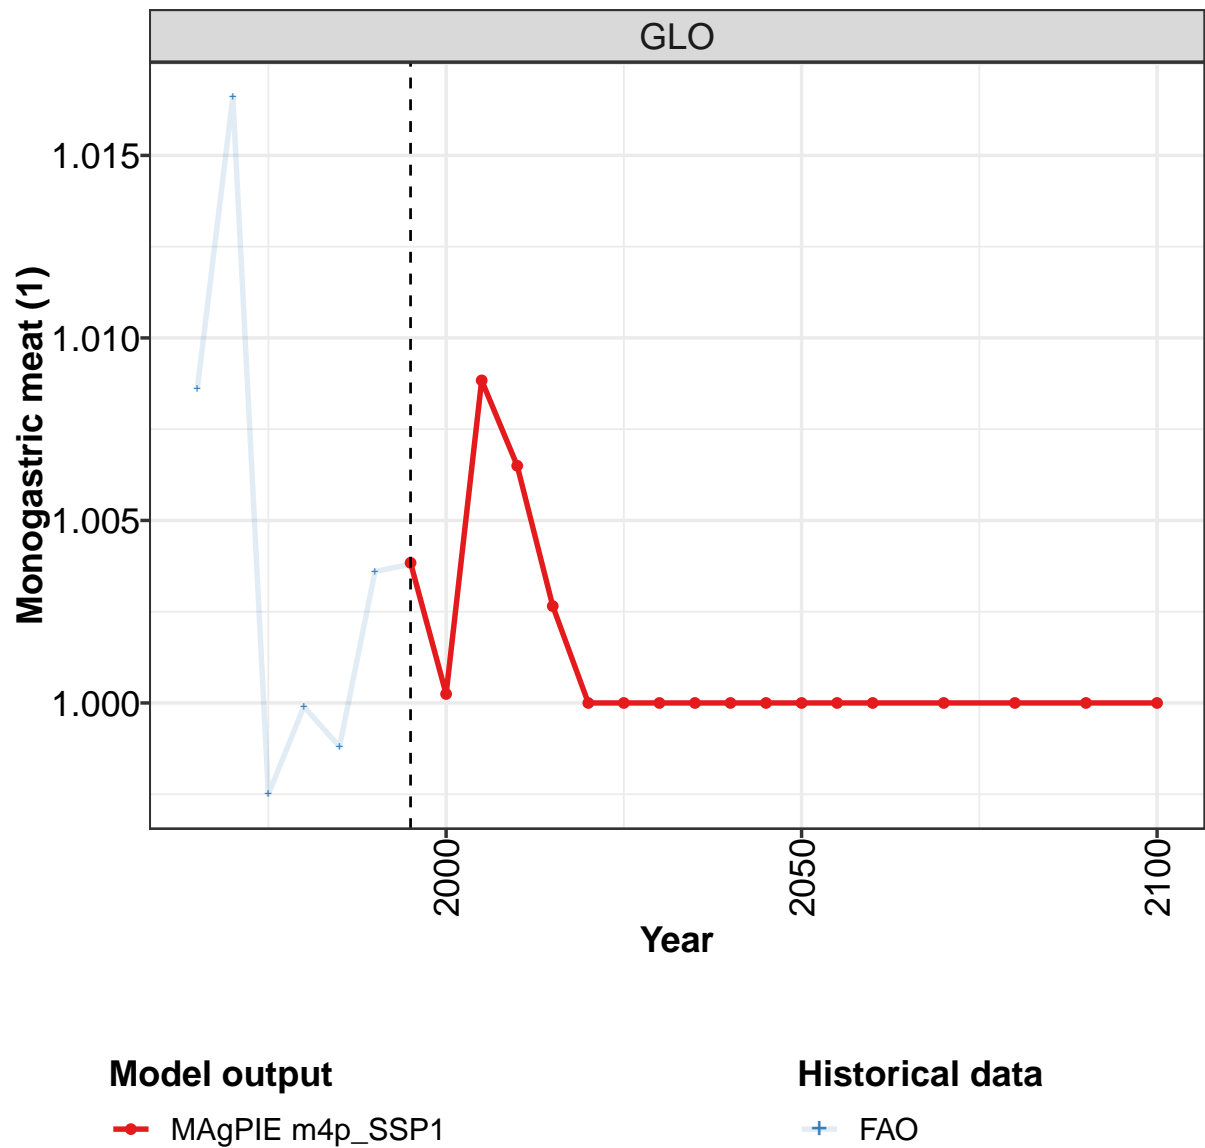 GLO
Monogastric meat (1)
1.015
1.010
1.005
1.000
2000
2050
2100
Year
Model output
MAgPIE m4p_SSP1
Historical data
FAO